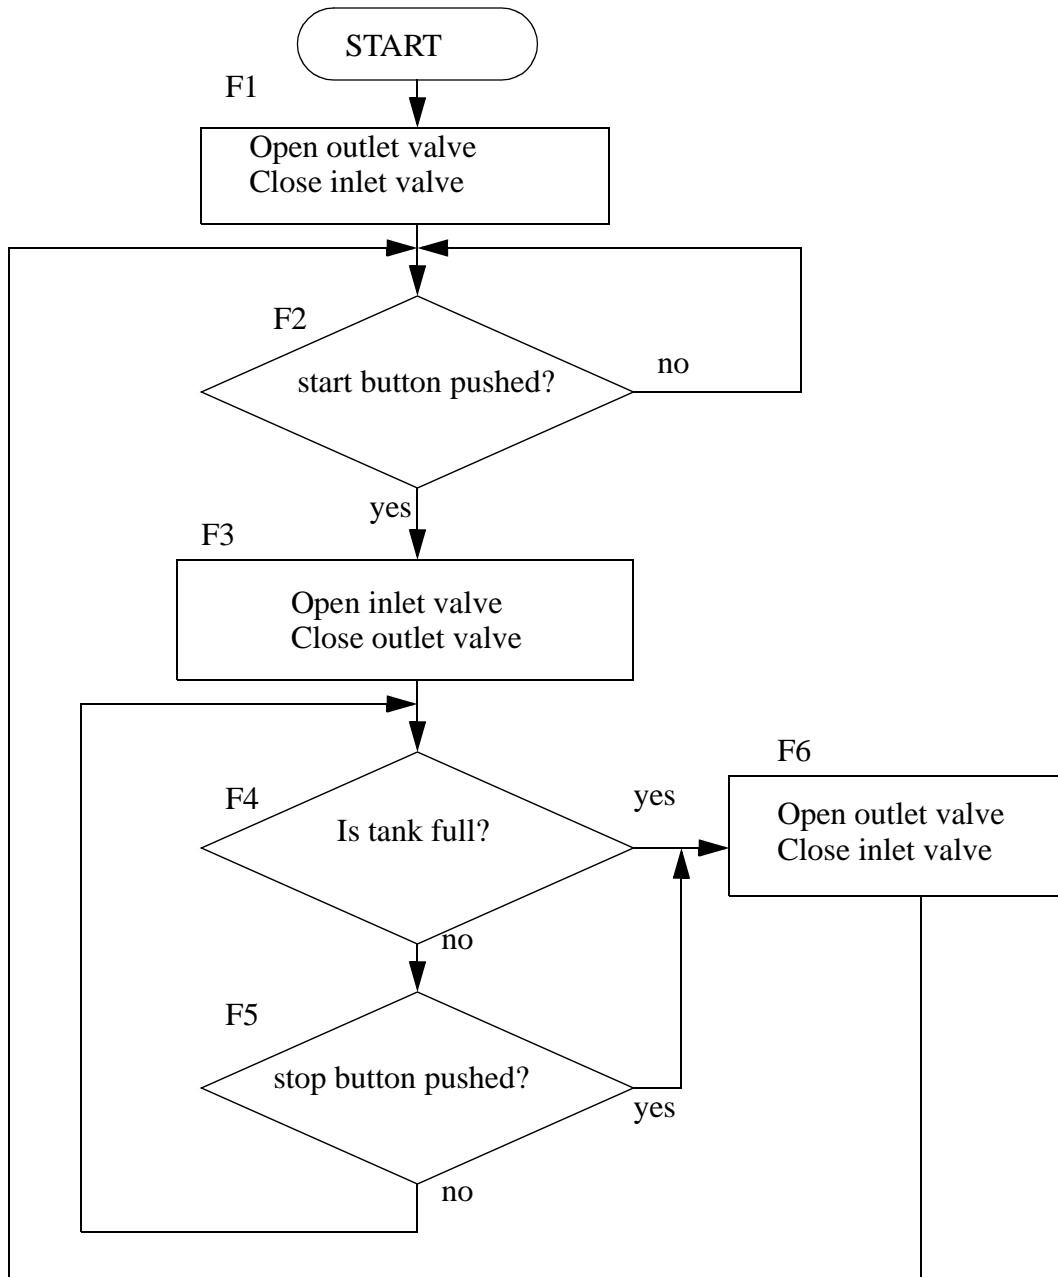 START
F1
Open outlet valve
Close inlet valve
F2
start button pushed?
no
yes
F3
Open inlet valve
Close outlet valve
F4
Is tank full?
yes
F6
Open outlet valve
Close inlet valve
no
F5
stop button pushed?
yes
no